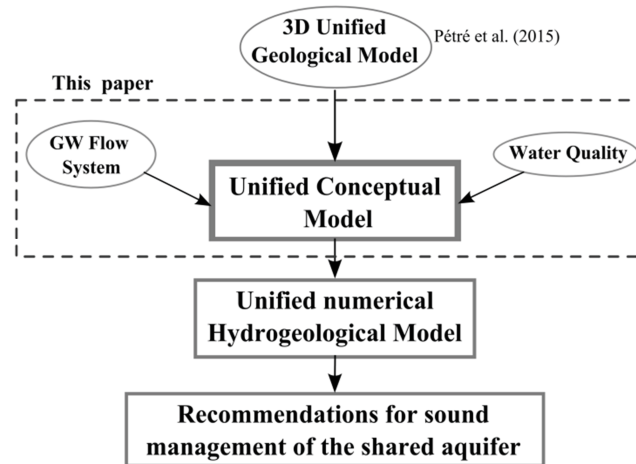 3D Unified
Geological Model
Pétré et al. (2015)
This paper
GW Flow
System
Water Quality
Unified Conceptual
Model
Unified numerical
Hydrogeological Model
Recommendations for sound
management of the shared aquifer